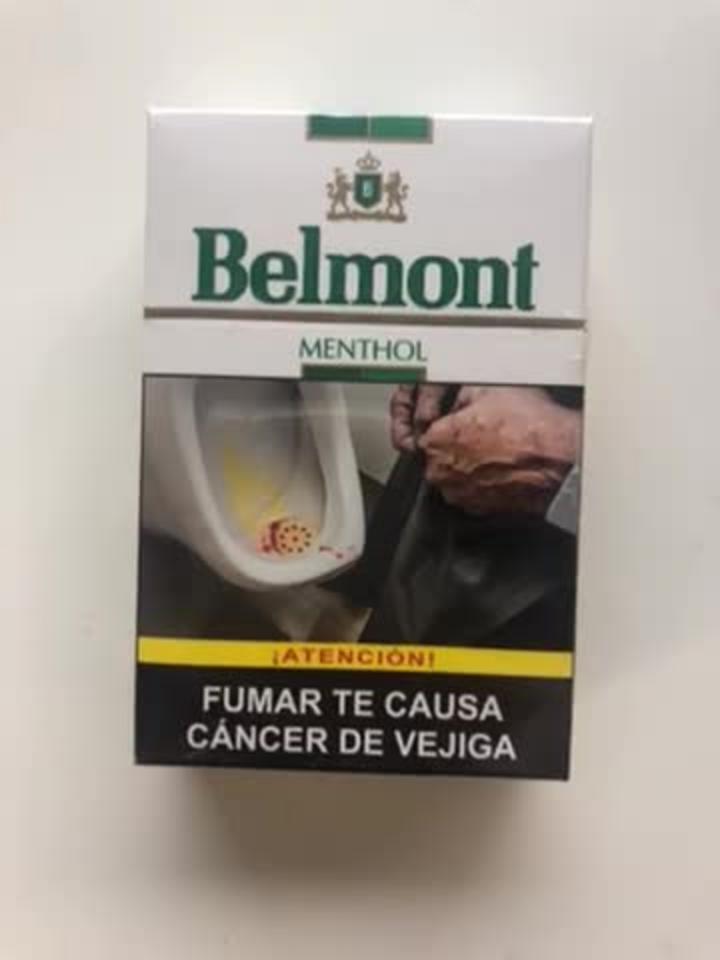 B
Belmont
MENTHOL
¡ATENCIÓN!
FUMAR TE CAUSA
CÁNCER DE VEJIGA